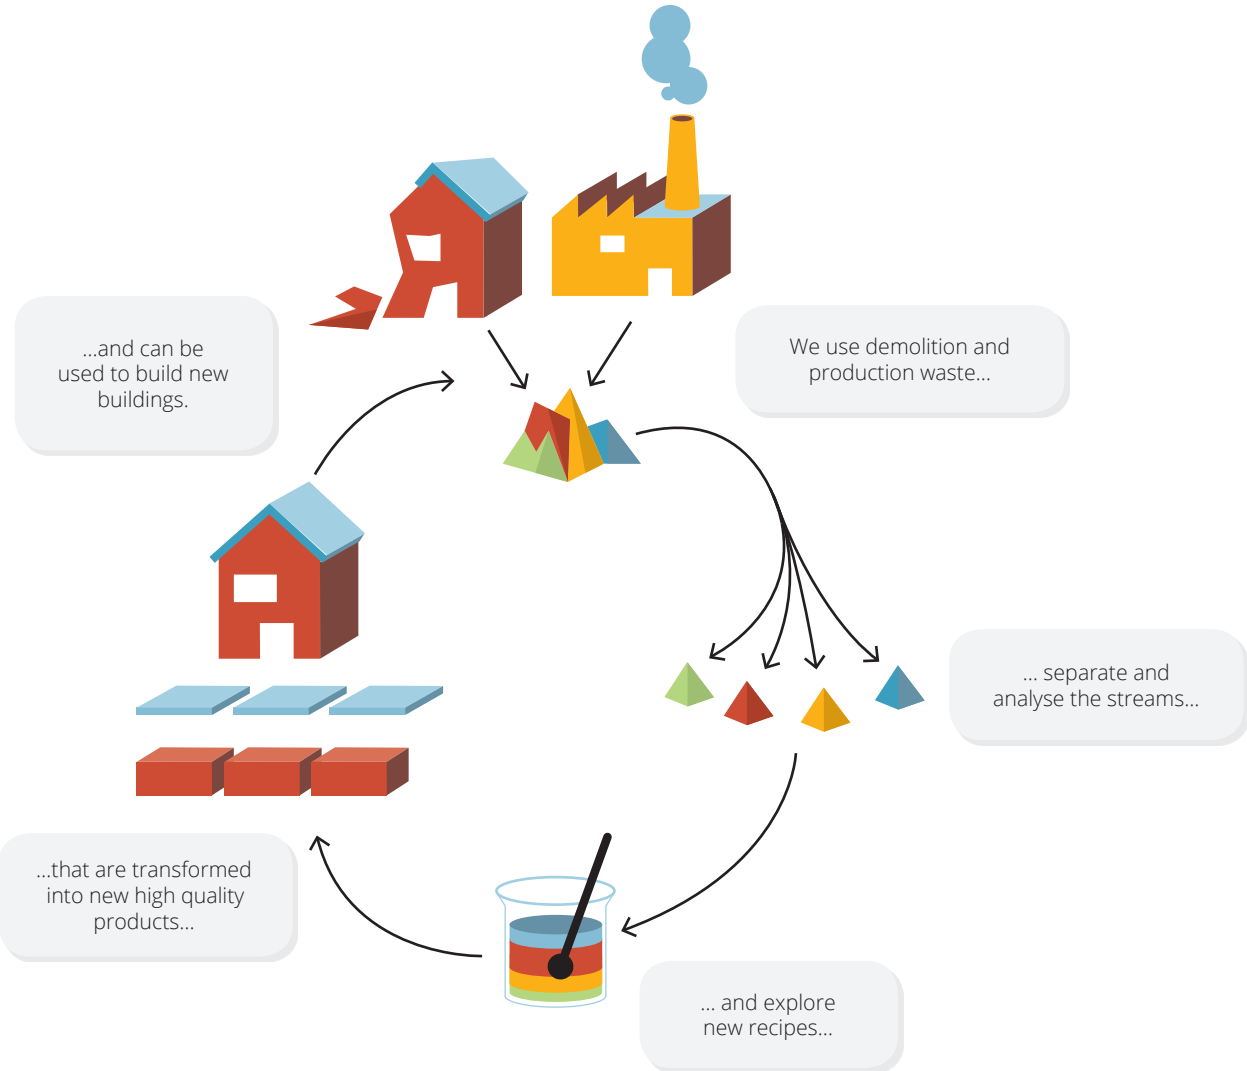 We use demolition and
production waste...
... separate and
analyse the streams...
... and explore
new recipes...
...that are transformed
into new high quality
products...
...and can be
used to build new
buildings.